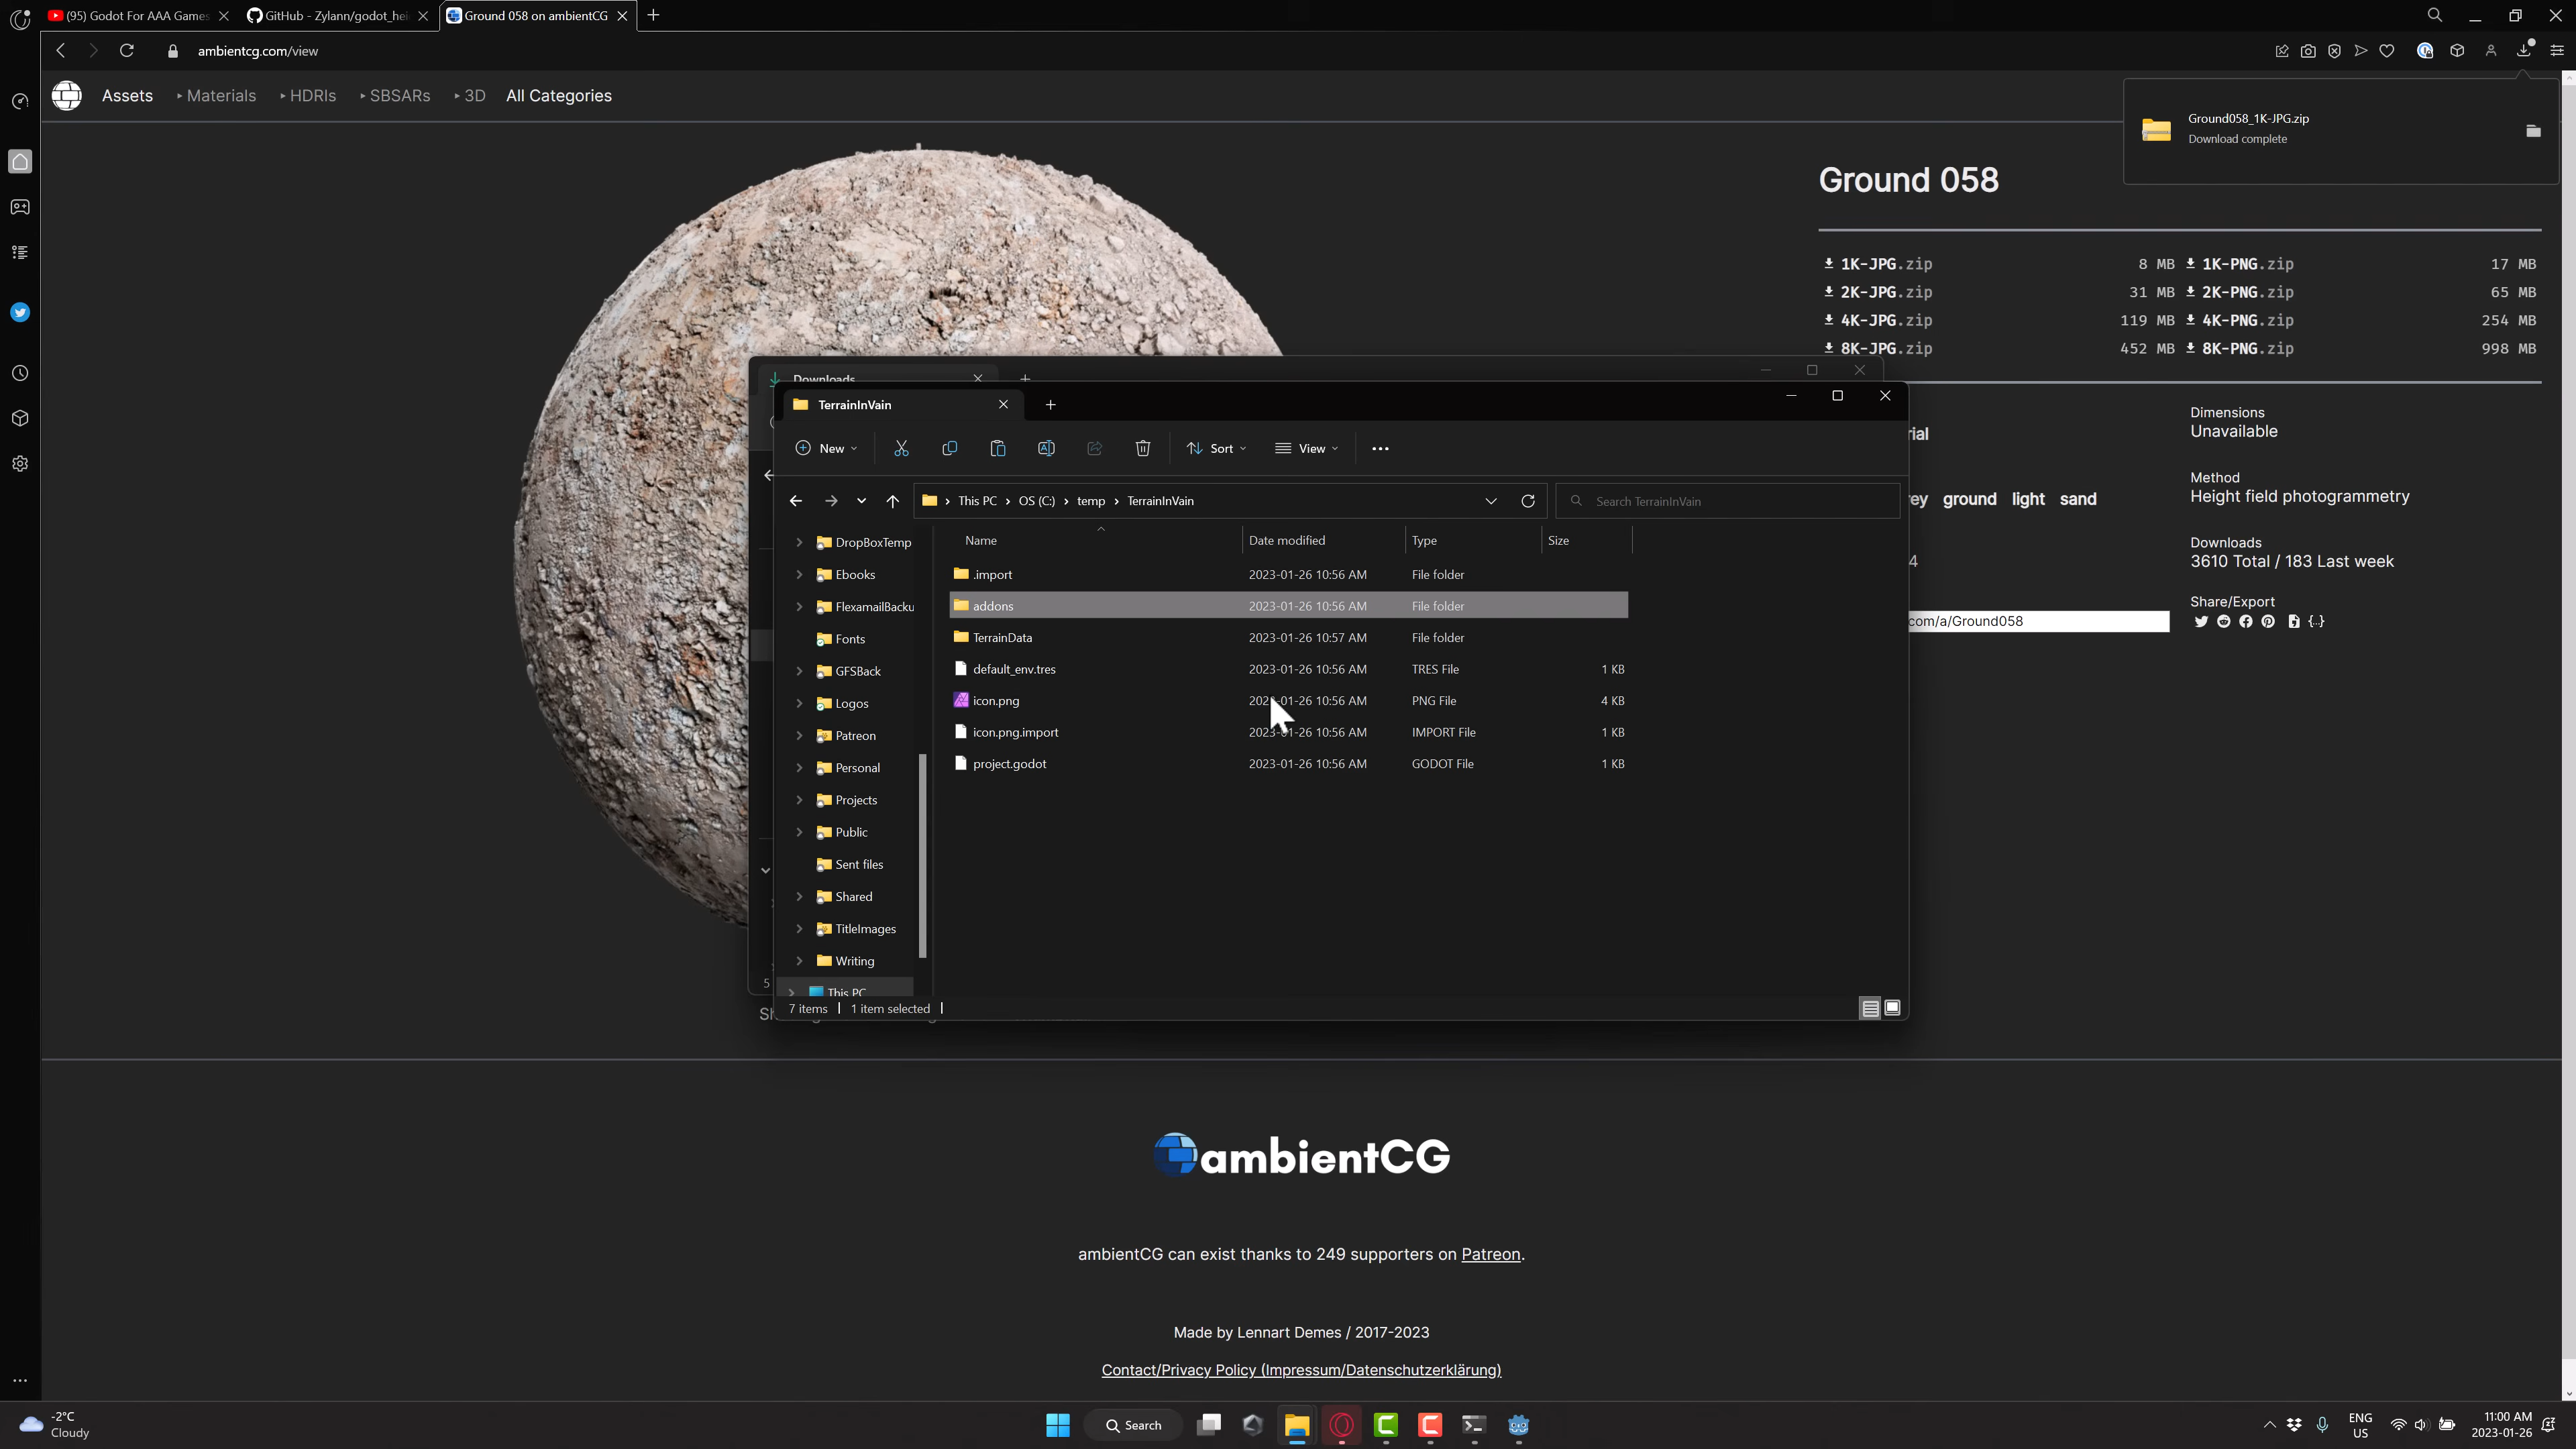 (95) Godot For AAA Games
GitHub - Zylann/godot_hei
Ground 058 on ambientCG
ambientcg.com/view
Assets
Materials
HDRIs
SBSARs
3D
All Categories
Ground058_1K-JPG.zip
Download complete
Ground 058
1K-JPG.zip 8 MB 1K-PNG.zip 17 MB
2K-JPG.zip 31 MB 2K-PNG.zip 65 MB
4K-JPG.zip 119 MB 4K-PNG.zip 254 MB
8K-JPG.zip 452 MB 8K-PNG.zip 998 MB
Downloads
TerrainInVain
New
Sort
View
This PC > OS (C:) > temp > TerrainInVain
Search TerrainInVain
Name Date modified Type Size
.import 2023-01-26 10:56 AM File folder
addons 2023-01-26 10:56 AM File folder
TerrainData 2023-01-26 10:57 AM File folder
default_env.tres 2023-01-26 10:56 AM TRES File 1 KB
icon.png 2023-01-26 10:56 AM PNG File 4 KB
icon.png.import 2023-01-26 10:56 AM IMPORT File 1 KB
project.godot 2023-01-26 10:56 AM GODOT File 1 KB
DropBoxTemp
Ebooks
FlexamailBacku
Fonts
GFSBack
Logos
Patreon
Personal
Projects
Public
Sent files
Shared
TitleImages
Writing
This PC
7 items
1 item selected
5
Dimensions
Unavailable
rial
Method
Height field photogrammetry
rey ground light sand
Downloads
3610 Total / 183 Last week
4
Share/Export
com/a/Ground058
ambientCG
ambientCG can exist thanks to 249 supporters on Patreon.
Made by Lennart Demes / 2017-2023
Contact/Privacy Policy (Impressum/Datenschutzerklärung)
-2°C
Cloudy
Search
ENG
US
11:00 AM
2023-01-26